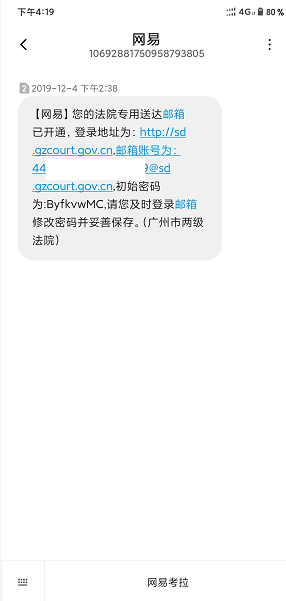 下午4:19
4G
80%
网易
10692881750958793805
2 2019-12-4 下午2:38
【网易】您的法院专用送达邮箱
已开通，登录地址为：http://sd
.gzcourt.gov.cn,邮箱账号为：
44 9@sd
.gzcourt.gov.cn,初始密码
为:ByfkvwMC,请您及时登录邮箱
修改密码并妥善保存。（广州市两级
法院）
网易考拉